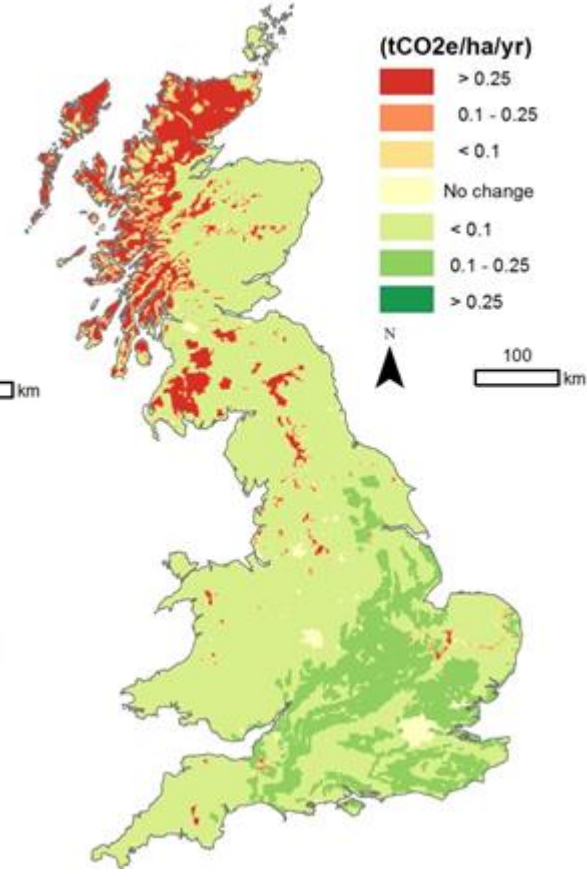 (tCO2e/ha/yr)
> 0.25
0.1 - 0.25
< 0.1
No change
< 0.1
0.1 - 0.25
> 0.25
N
100
km
km